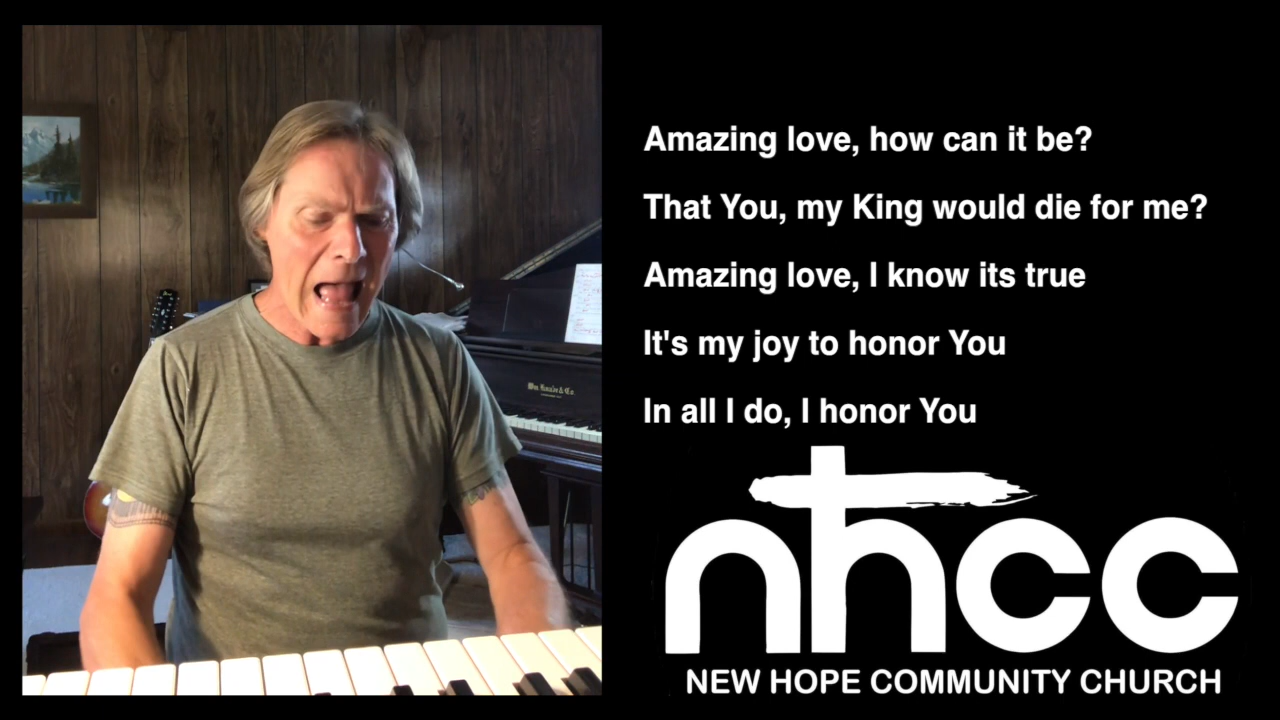 Amazing love, how can it be?
That You, my King would die for me?
Amazing love, I know its true
It's my joy to honor You
In all I do, I honor You
nhcc
NEW HOPE COMMUNITY CHURCH